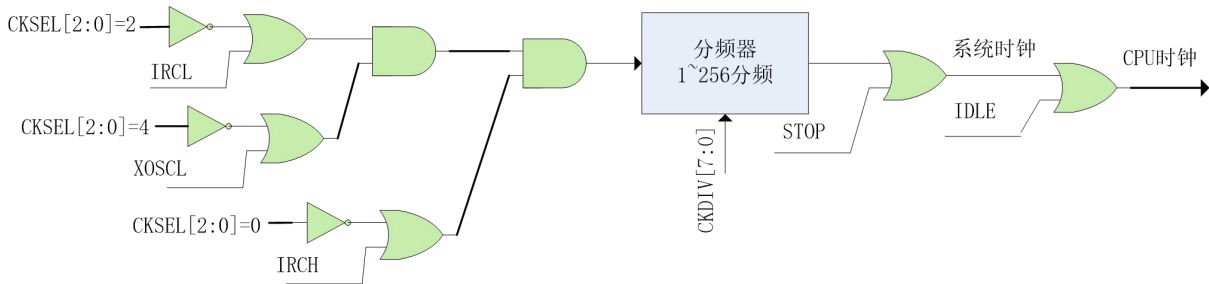 CKSEL[2:0]=2
IRCL
CKSEL[2:0]=4
XOSCL
CKSEL[2:0]=0
IRCH
分频器
1~256分频
CKDIV[7:0]
STOP
系统时钟
IDLE
CPU时钟